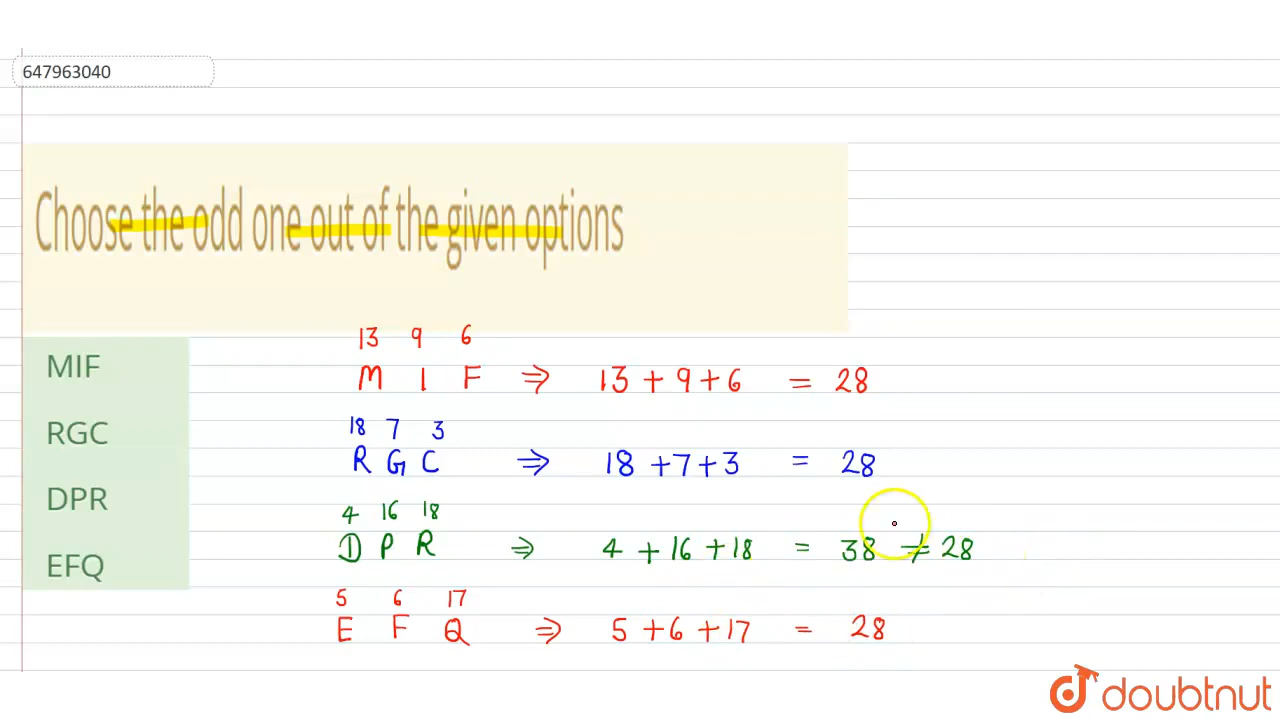 647963040
Choose the odd one out of the given options
MIF
RGC
DPR
EFQ
13 9 6
M I F ⇒ 13 + 9 + 6 = 28
18 7 3
R G C ⇒ 18 + 7 + 3 = 28
4 16 18
D P R ⇒ 4 + 16 + 18 = 38 ≠ 28
5 6 17
E F Q ⇒ 5 + 6 + 17 = 28
doubtnut